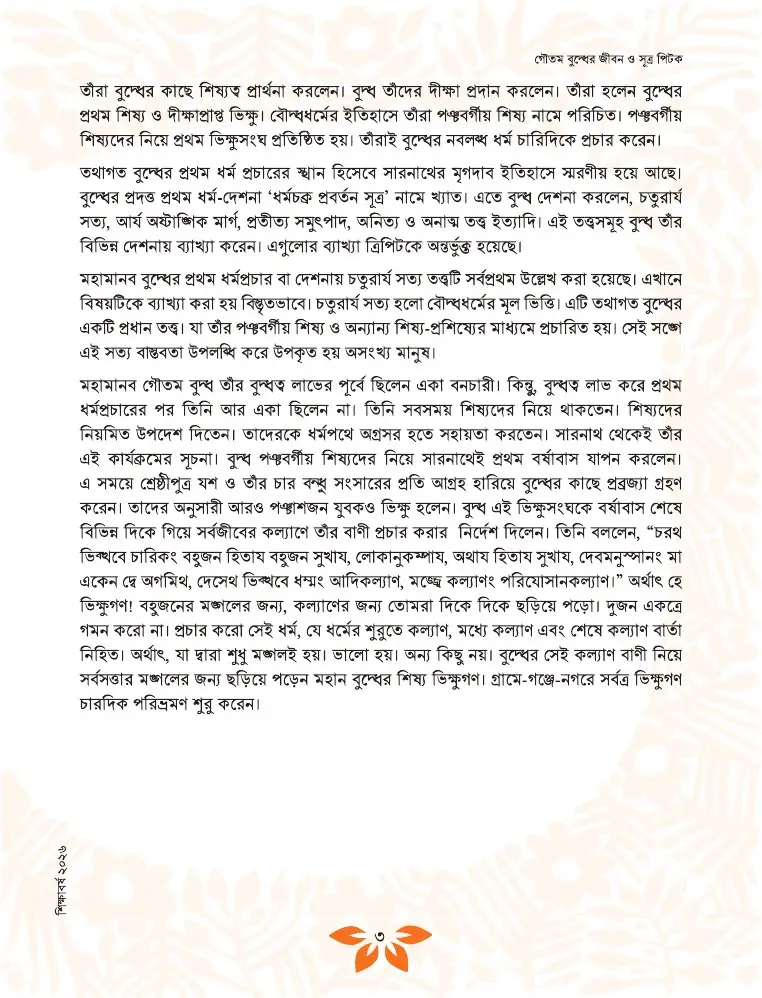 গৌতম বুদ্ধের জীবন ও সূত্র পিটক
তাঁরা বুদ্ধের কাছে শিষ্যত্ব প্রার্থনা করলেন। বুদ্ধ তাঁদের দীক্ষা প্রদান করলেন। তাঁরা হলেন বুদ্ধের
প্রথম শিষ্য ও দীক্ষাপ্রাপ্ত ভিক্ষু। বৌদ্ধধর্মের ইতিহাসে তাঁরা পঞ্চবর্গীয় শিষ্য নামে পরিচিত। পঞ্চবর্গীয়
শিষ্যদের নিয়ে প্রথম ভিক্ষুসংঘ প্রতিষ্ঠিত হয়। তাঁরাই বুদ্ধের নবলব্ধ ধর্ম চারিদিকে প্রচার করেন।
তথাগত বুদ্ধের প্রথম ধর্ম প্রচারের স্থান হিসেবে সারনাথের মৃগদাব ইতিহাসে স্মরণীয় হয়ে আছে।
বুদ্ধের প্রদত্ত প্রথম ধর্ম-দেশনা ‘ধর্মচক্র প্রবর্তন সূত্র’ নামে খ্যাত। এতে বুদ্ধ দেশনা করলেন, চতুরার্য
সত্য, আর্য অষ্টাঙ্গিক মার্গ, প্রতীত্য সমুৎপাদ, অনিত্য ও অনাত্ম তত্ত্ব ইত্যাদি। এই তত্ত্বসমূহ বুদ্ধ তাঁর
বিভিন্ন দেশনায় ব্যাখ্যা করেন। এগুলোর ব্যাখ্যা ত্রিপিটকে অন্তর্ভুক্ত হয়েছে।
মহামানব বুদ্ধের প্রথম ধর্মপ্রচার বা দেশনায় চতুরার্য সত্য তত্ত্বটি সর্বপ্রথম উল্লেখ করা হয়েছে। এখানে
বিষয়টিকে ব্যাখ্যা করা হয় বিস্তৃতভাবে। চতুরার্য সত্য হলো বৌদ্ধধর্মের মূল ভিত্তি। এটি তথাগত বুদ্ধের
একটি প্রধান তত্ত্ব। যা তাঁর পঞ্চবর্গীয় শিষ্য ও অন্যান্য শিষ্য-প্রশিষ্যের মাধ্যমে প্রচারিত হয়। সেই সঙ্গে
এই সত্য বাস্তবতা উপলব্ধি করে উপকৃত হয় অসংখ্য মানুষ।
মহামানব গৌতম বুদ্ধ তাঁর বুদ্ধত্ব লাভের পূর্বে ছিলেন একা বনচারী। কিন্তু, বুদ্ধত্ব লাভ করে প্রথম
ধর্মপ্রচারের পর তিনি আর একা ছিলেন না। তিনি সবসময় শিষ্যদের নিয়ে থাকতেন। শিষ্যদের
নিয়মিত উপদেশ দিতেন। তাদেরকে ধর্মপথে অগ্রসর হতে সহায়তা করতেন। সারনাথ থেকেই তাঁর
এই কার্যক্রমের সূচনা। বুদ্ধ পঞ্চবর্গীয় শিষ্যদের নিয়ে সারনাথেই প্রথম বর্ষাবাস যাপন করলেন।
এ সময়ে শ্রেষ্ঠীপুত্র যশ ও তাঁর চার বন্ধু সংসারের প্রতি আগ্রহ হারিয়ে বুদ্ধের কাছে প্রব্রজ্যা গ্রহণ
করেন। তাদের অনুসারী আরও পঞ্চাশজন যুবকও ভিক্ষু হলেন। বুদ্ধ এই ভিক্ষুসংঘকে বর্ষাবাস শেষে
বিভিন্ন দিকে গিয়ে সর্বজীবের কল্যাণে তাঁর বাণী প্রচার করার নির্দেশ দিলেন। তিনি বললেন, “চরথ
ভিক্খবে চারিকং বহুজন হিতায বহুজন সুখায, লোকানুকম্পায, অথায হিতায সুখায, দেবমনুস্সানং মা
একেন দ্বে অগমিথ, দেসেথ ভিক্খবে ধম্মং আদিকল্যাণ, মজ্ঝে কল্যাণং পরিযোসানকল্যাণ।” অর্থাৎ হে
ভিক্ষুগণ! বহুজনের মঙ্গলের জন্য, কল্যাণের জন্য তোমরা দিকে দিকে ছড়িয়ে পড়ো। দুজন একত্রে
গমন করো না। প্রচার করো সেই ধর্ম, যে ধর্মের শুরুতে কল্যাণ, মধ্যে কল্যাণ এবং শেষে কল্যাণ বার্তা
নিহিত। অর্থাৎ, যা দ্বারা শুধু মঙ্গলই হয়। ভালো হয়। অন্য কিছু নয়। বুদ্ধের সেই কল্যাণ বাণী নিয়ে
সর্বসত্তার মঙ্গলের জন্য ছড়িয়ে পড়েন মহান বুদ্ধের শিষ্য ভিক্ষুগণ। গ্রামে-গঞ্জে-নগরে সর্বত্র ভিক্ষুগণ
চারদিক পরিভ্রমণ শুরু করেন।
শিক্ষাবর্ষ ২০২৬
৩